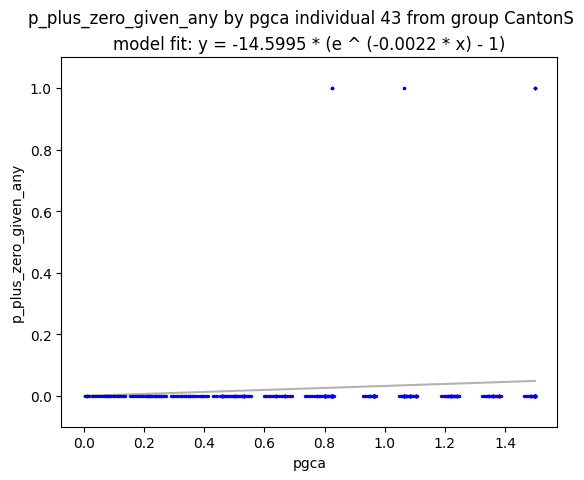 p_plus_zero_given_any by pgca individual 43 from group CantonS
model fit: y = -14.5995 * (e ^ (-0.0022 * x) - 1)
1.0
0.8
0.6
0.4
0.2
0.0
p_plus_zero_given_any
0.0 0.2 0.4 0.6 0.8 1.0 1.2 1.4
pgca